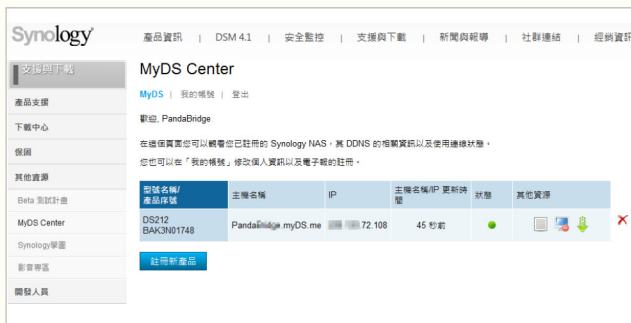 Synology
產品資訊 | DSM 4.1 | 安全監控 | 支援與下載 | 新聞與報導 | 社群連結 | 經銷資訊
支援與下載
產品支援
下載中心
保固
其他資源
Beta 測試計畫
MyDS Center
Synology學園
影音專區
開發人員
MyDS Center
MyDS | 我的帳號 | 登出
歡迎, PandaBridge
在這個頁面您可以觀看您已註冊的 Synology NAS，其 DDNS 的相關資訊以及使用連線狀態。
您也可以在「我的帳號」修改個人資訊以及電子報的註冊。
型號名稱/產品序號 主機名稱 IP 主機名稱/IP 更新時間 狀態 其他資源
DS212 BAK3N01748 Panda .myDS.me .72.108 45 秒前
註冊新產品